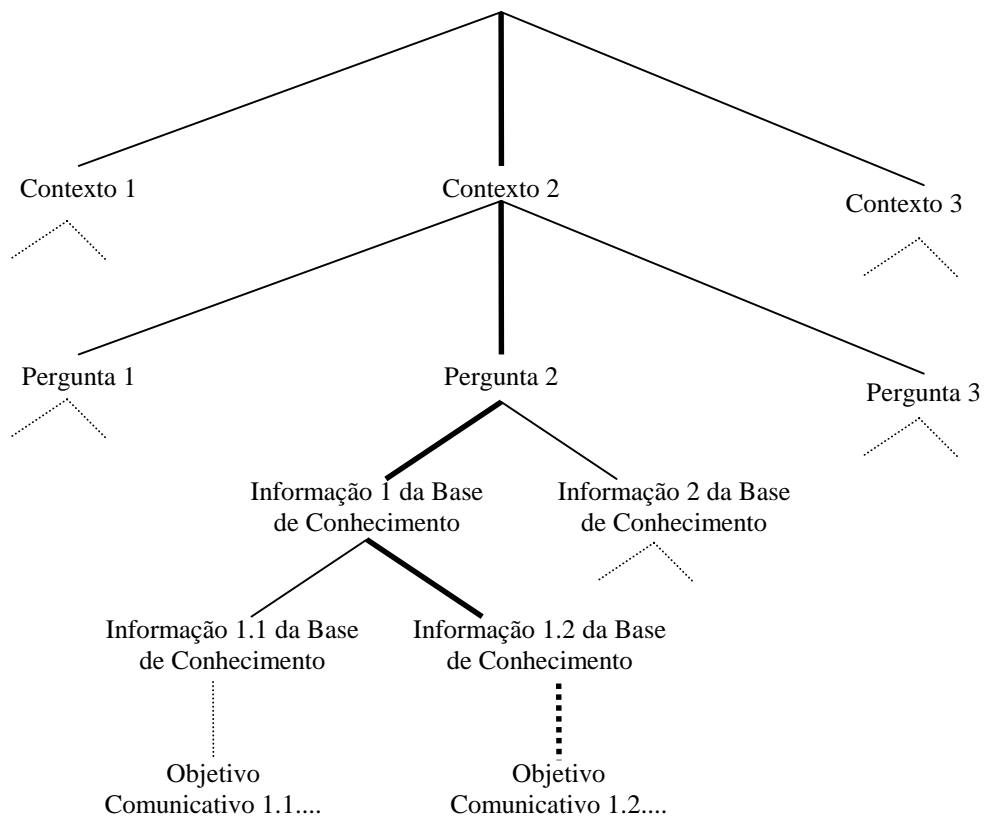 Contexto 1
Contexto 2
Contexto 3
Pergunta 1
Pergunta 2
Pergunta 3
Informação 1 da Base
de Conhecimento
Informação 2 da Base
de Conhecimento
Informação 1.1 da Base
de Conhecimento
Informação 1.2 da Base
de Conhecimento
Objetivo
Comunicativo 1.1....
Objetivo
Comunicativo 1.2....